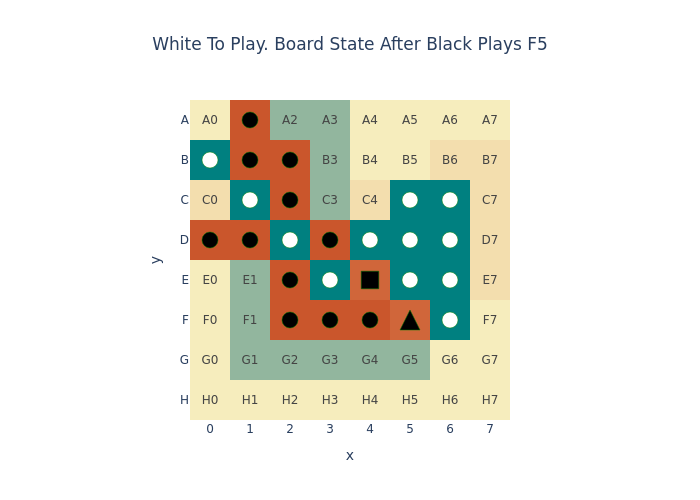 White To Play. Board State After Black Plays F5
A A0 A2 A3 A4 A5 A6 A7
B B3 B4 B5 B6 B7
C C0 C3 C4 C7
D D7
E E0 E1 E7
F F0 F1 F7
G G0 G1 G2 G3 G4 G5 G6 G7
H H0 H1 H2 H3 H4 H5 H6 H7
0 1 2 3 4 5 6 7
x
y